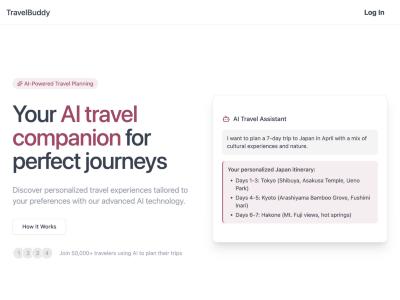 TravelBuddy
Log In
AI-Powered Travel Planning
Your AI travel
companion for
perfect journeys
Discover personalized travel experiences tailored to
your preferences with our advanced AI technology.
How It Works
1 2 3 4
Join 50,000+ travelers using AI to plan their trips
AI Travel Assistant
I want to plan a 7-day trip to Japan in April with a mix of
cultural experiences and nature.
Your personalized Japan itinerary:
• Days 1-3: Tokyo (Shibuya, Asakusa Temple, Ueno
Park)
• Days 4-5: Kyoto (Arashiyama Bamboo Grove, Fushimi
Inari)
• Days 6-7: Hakone (Mt. Fuji views, hot springs)